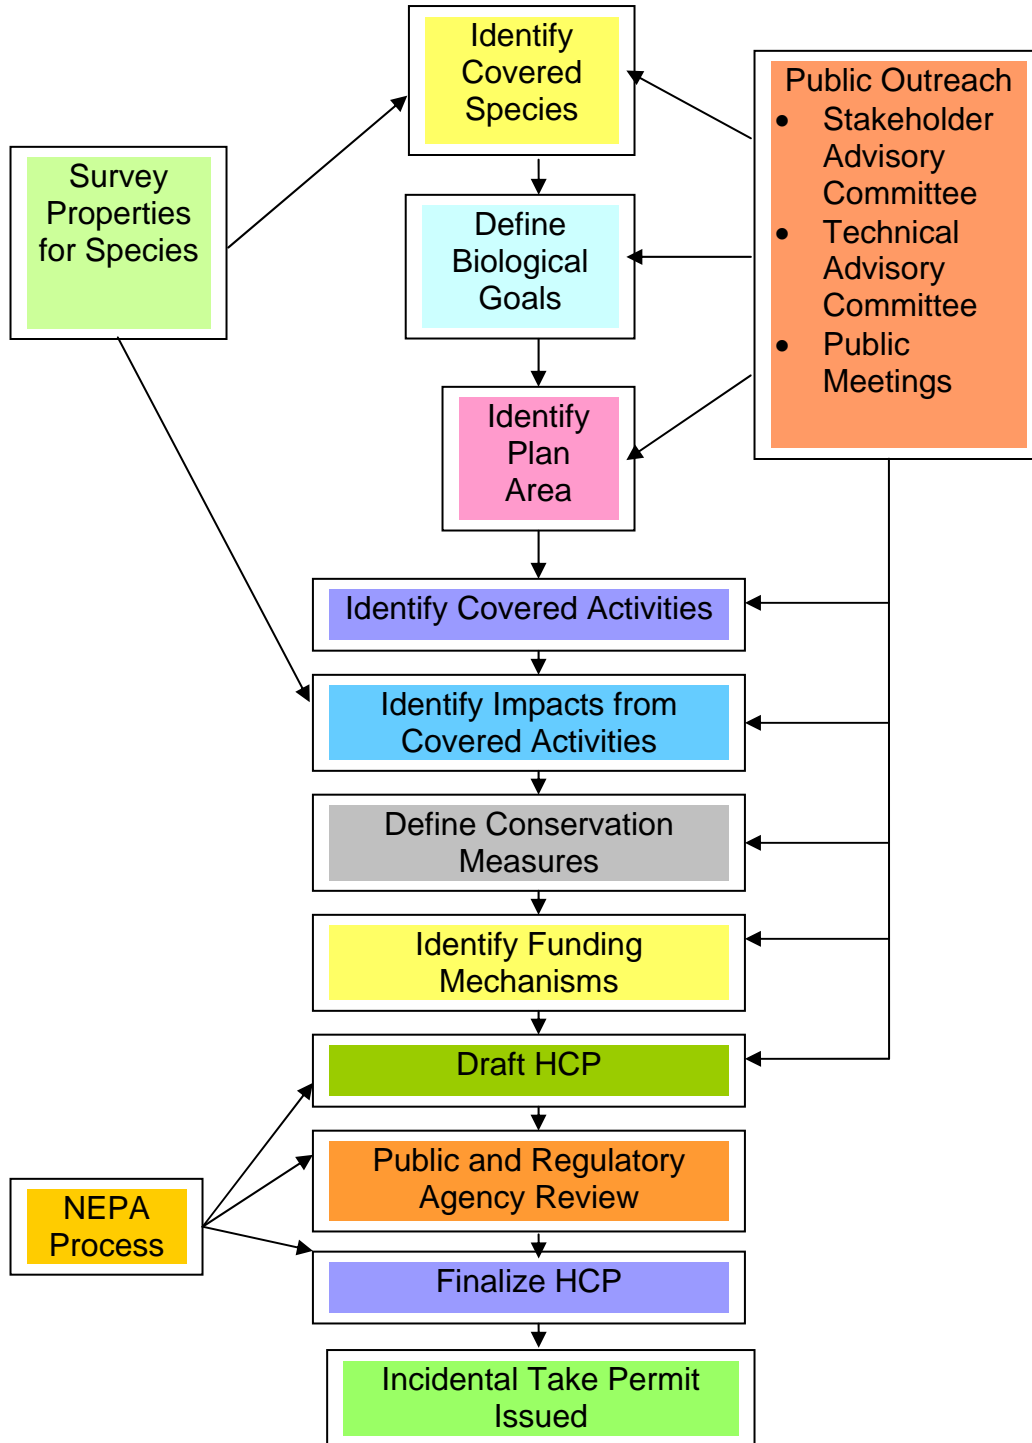 Identify
Covered
Species
Public Outreach
• Stakeholder
Advisory
Committee
• Technical
Advisory
Committee
• Public
Meetings
Survey
Properties
for Species
Define
Biological
Goals
Identify
Plan
Area
Identify Covered Activities
Identify Impacts from
Covered Activities
Define Conservation
Measures
Identify Funding
Mechanisms
Draft HCP
Public and Regulatory
Agency Review
NEPA
Process
Finalize HCP
Incidental Take Permit
Issued